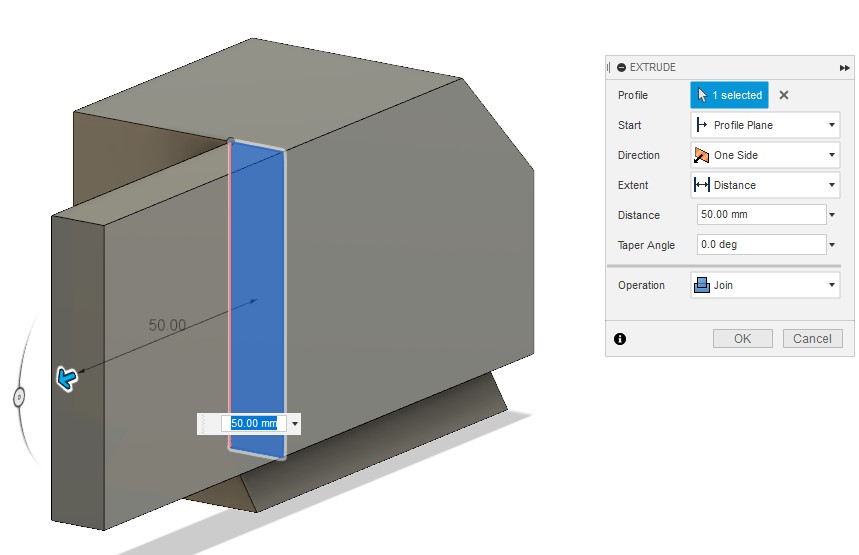 EXTRUDE
Profile
1 selected
Start
Profile Plane
Direction
One Side
Extent
Distance
Distance
50.00 mm
Taper Angle
0.0 deg
Operation
Join
OK
Cancel
50.00
50.00 mm